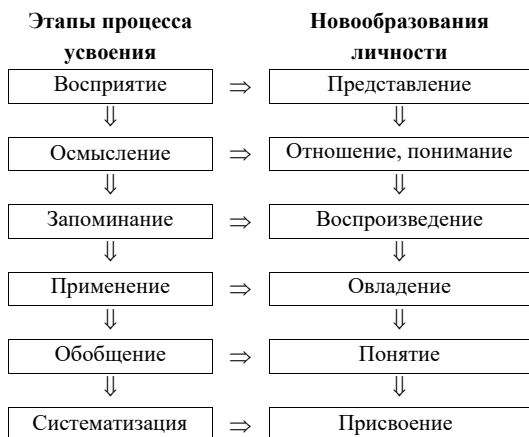 Этапы процесса Новообразования
усвоения личности
Восприятие ⇒ Представление
⇓ ⇓
Осмысление ⇒ Отношение, понимание
⇓ ⇓
Запоминание ⇒ Воспроизведение
⇓ ⇓
Применение ⇒ Овладение
⇓ ⇓
Обобщение ⇒ Понятие
⇓ ⇓
Систематизация ⇒ Присвоение